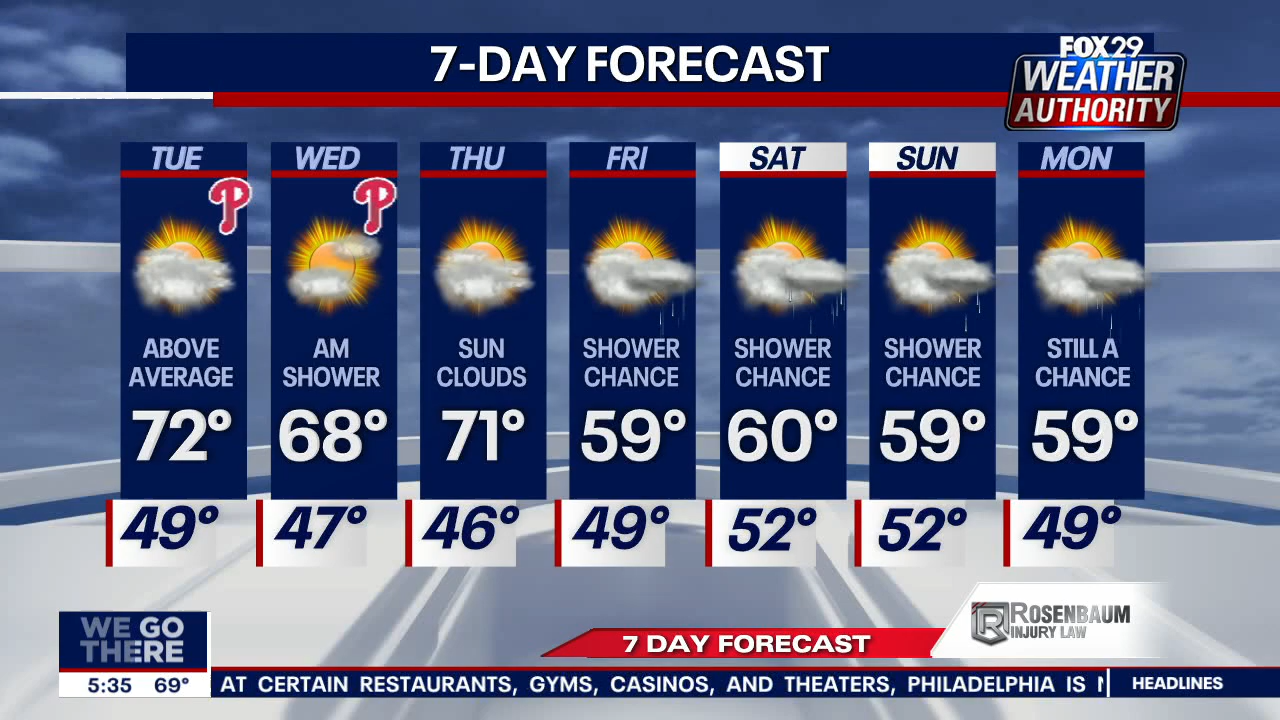 7-DAY FORECAST
FOX 29
WEATHER
AUTHORITY
TUE
WED
THU
FRI
SAT
SUN
MON
P
P
ABOVE
AVERAGE
72°
49°
AM
SHOWER
68°
47°
SUN
CLOUDS
71°
46°
SHOWER
CHANCE
59°
49°
SHOWER
CHANCE
60°
52°
SHOWER
CHANCE
59°
52°
STILL A
CHANCE
59°
49°
R ROSENBAUM
INJURY LAW
7 DAY FORECAST
WE GO
THERE
5:35 69° AT CERTAIN RESTAURANTS, GYMS, CASINOS, AND THEATERS, PHILADELPHIA IS HEADLINES